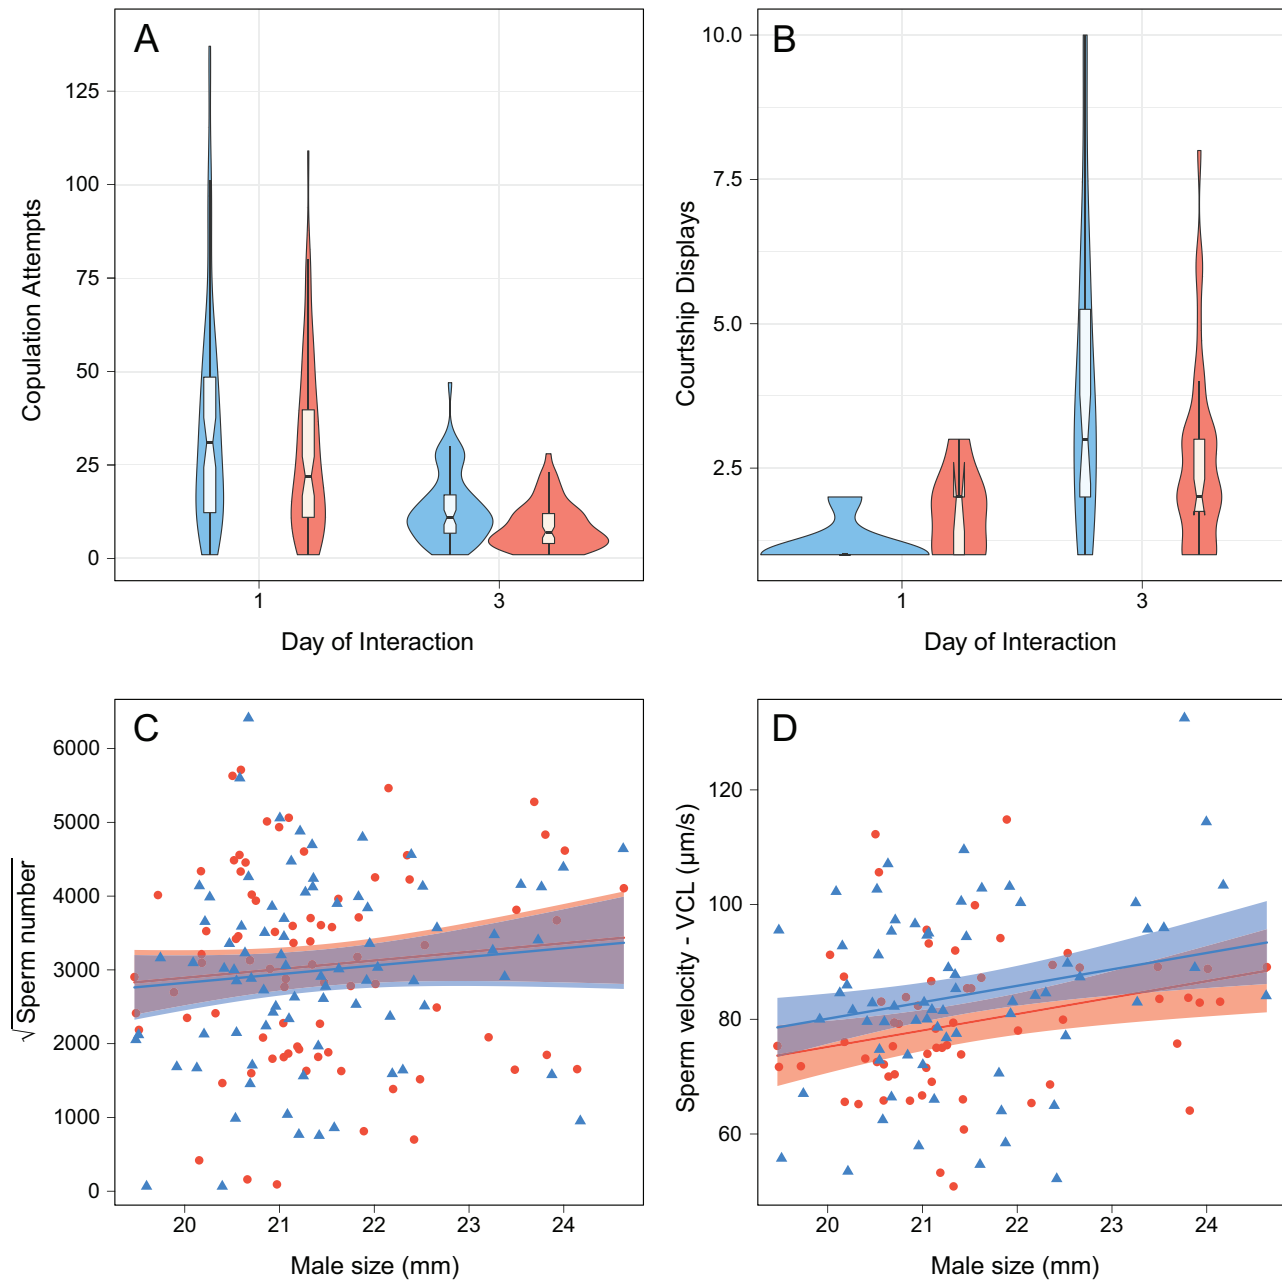 A
125
100
75
50
25
0
Copulation Attempts
1
3
Day of Interaction
B
10.0
7.5
5.0
2.5
Courtship Displays
1
3
Day of Interaction
C
6000
5000
4000
3000
2000
1000
0
√Sperm number
20
21
22
23
24
Male size (mm)
D
120
100
80
60
Sperm velocity - VCL (µm/s)
20
21
22
23
24
Male size (mm)